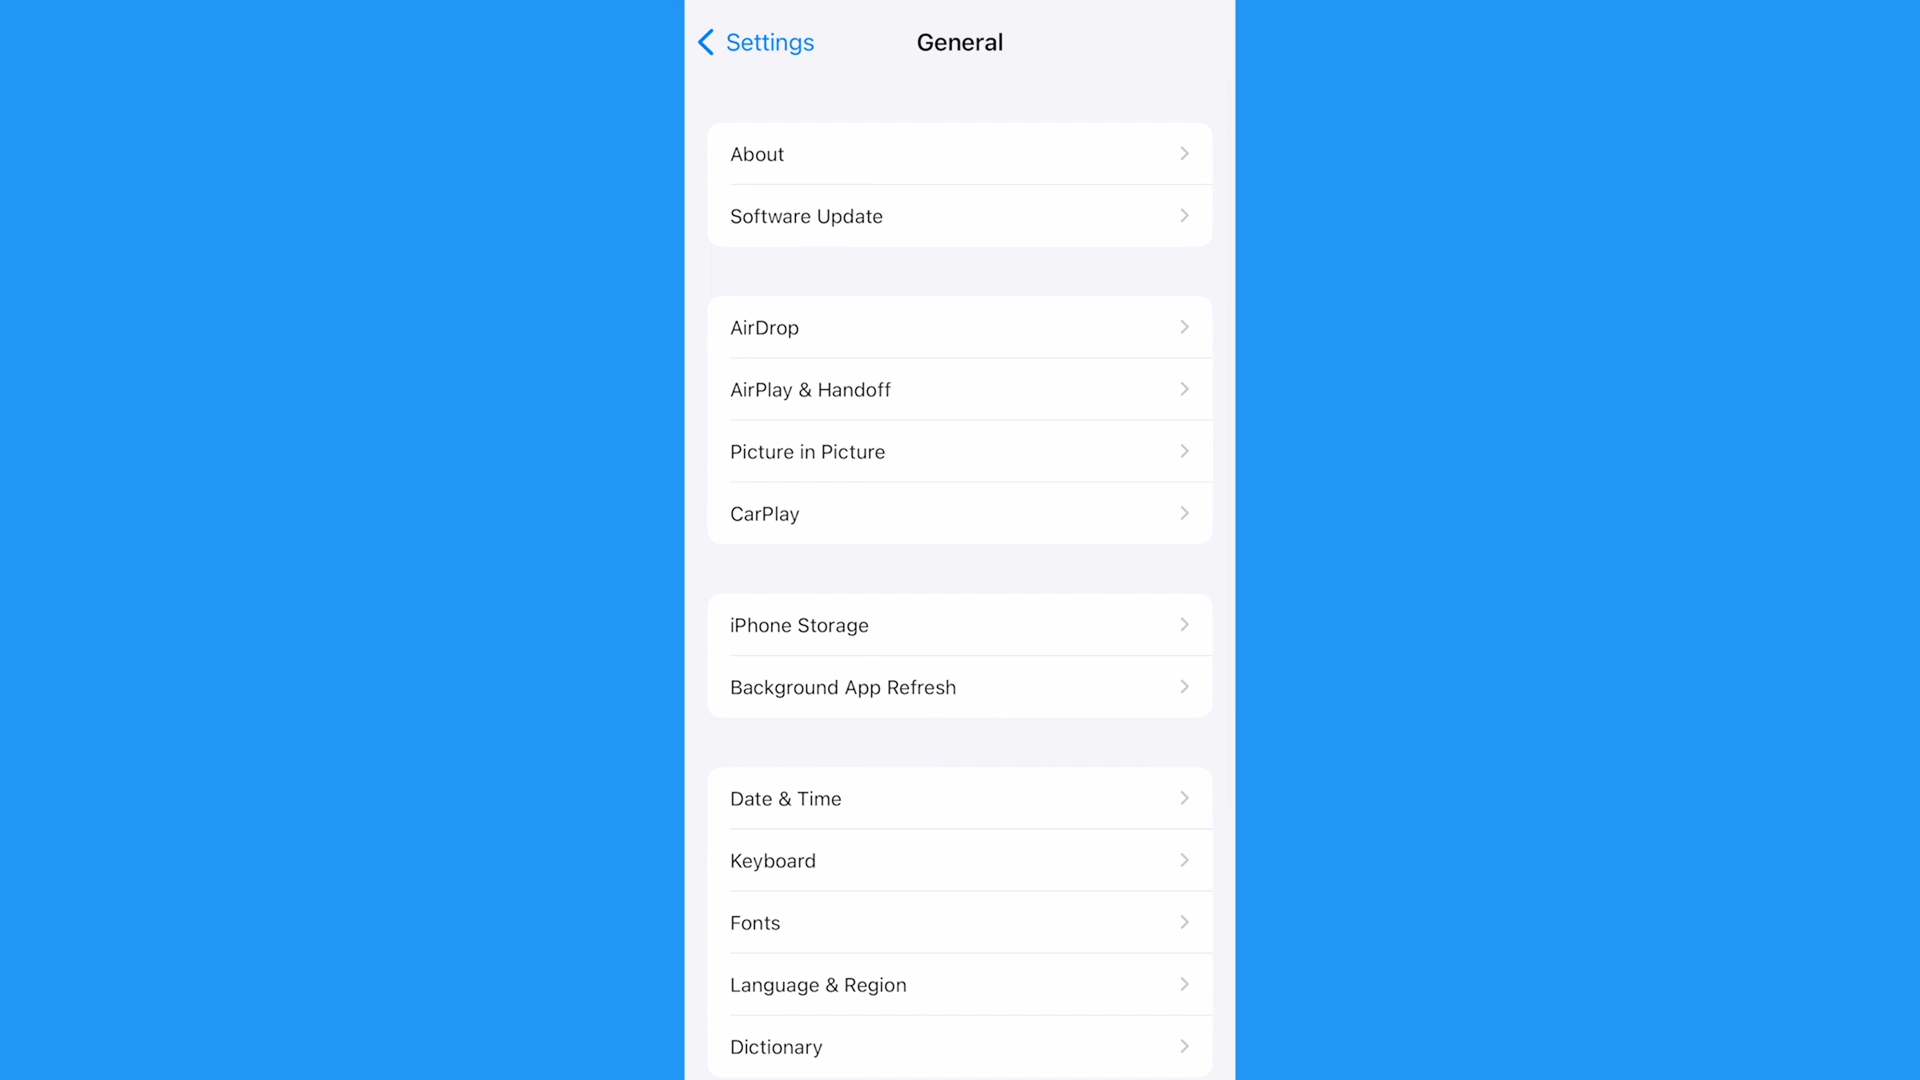 Settings
General
About
Software Update
AirDrop
AirPlay & Handoff
Picture in Picture
CarPlay
iPhone Storage
Background App Refresh
Date & Time
Keyboard
Fonts
Language & Region
Dictionary